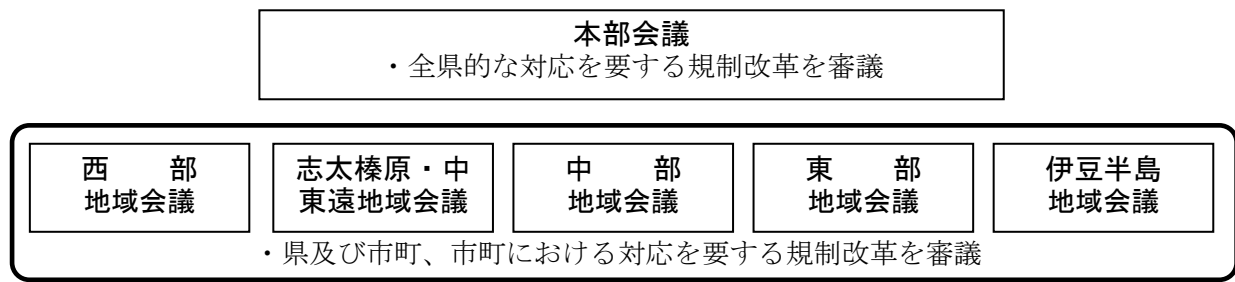 本部会議
・全県的な対応を要する規制改革を審議
西　　部
地域会議
志太榛原・中
東遠地域会議
中　　部
地域会議
東　　部
地域会議
伊豆半島
地域会議
・県及び市町、市町における対応を要する規制改革を審議